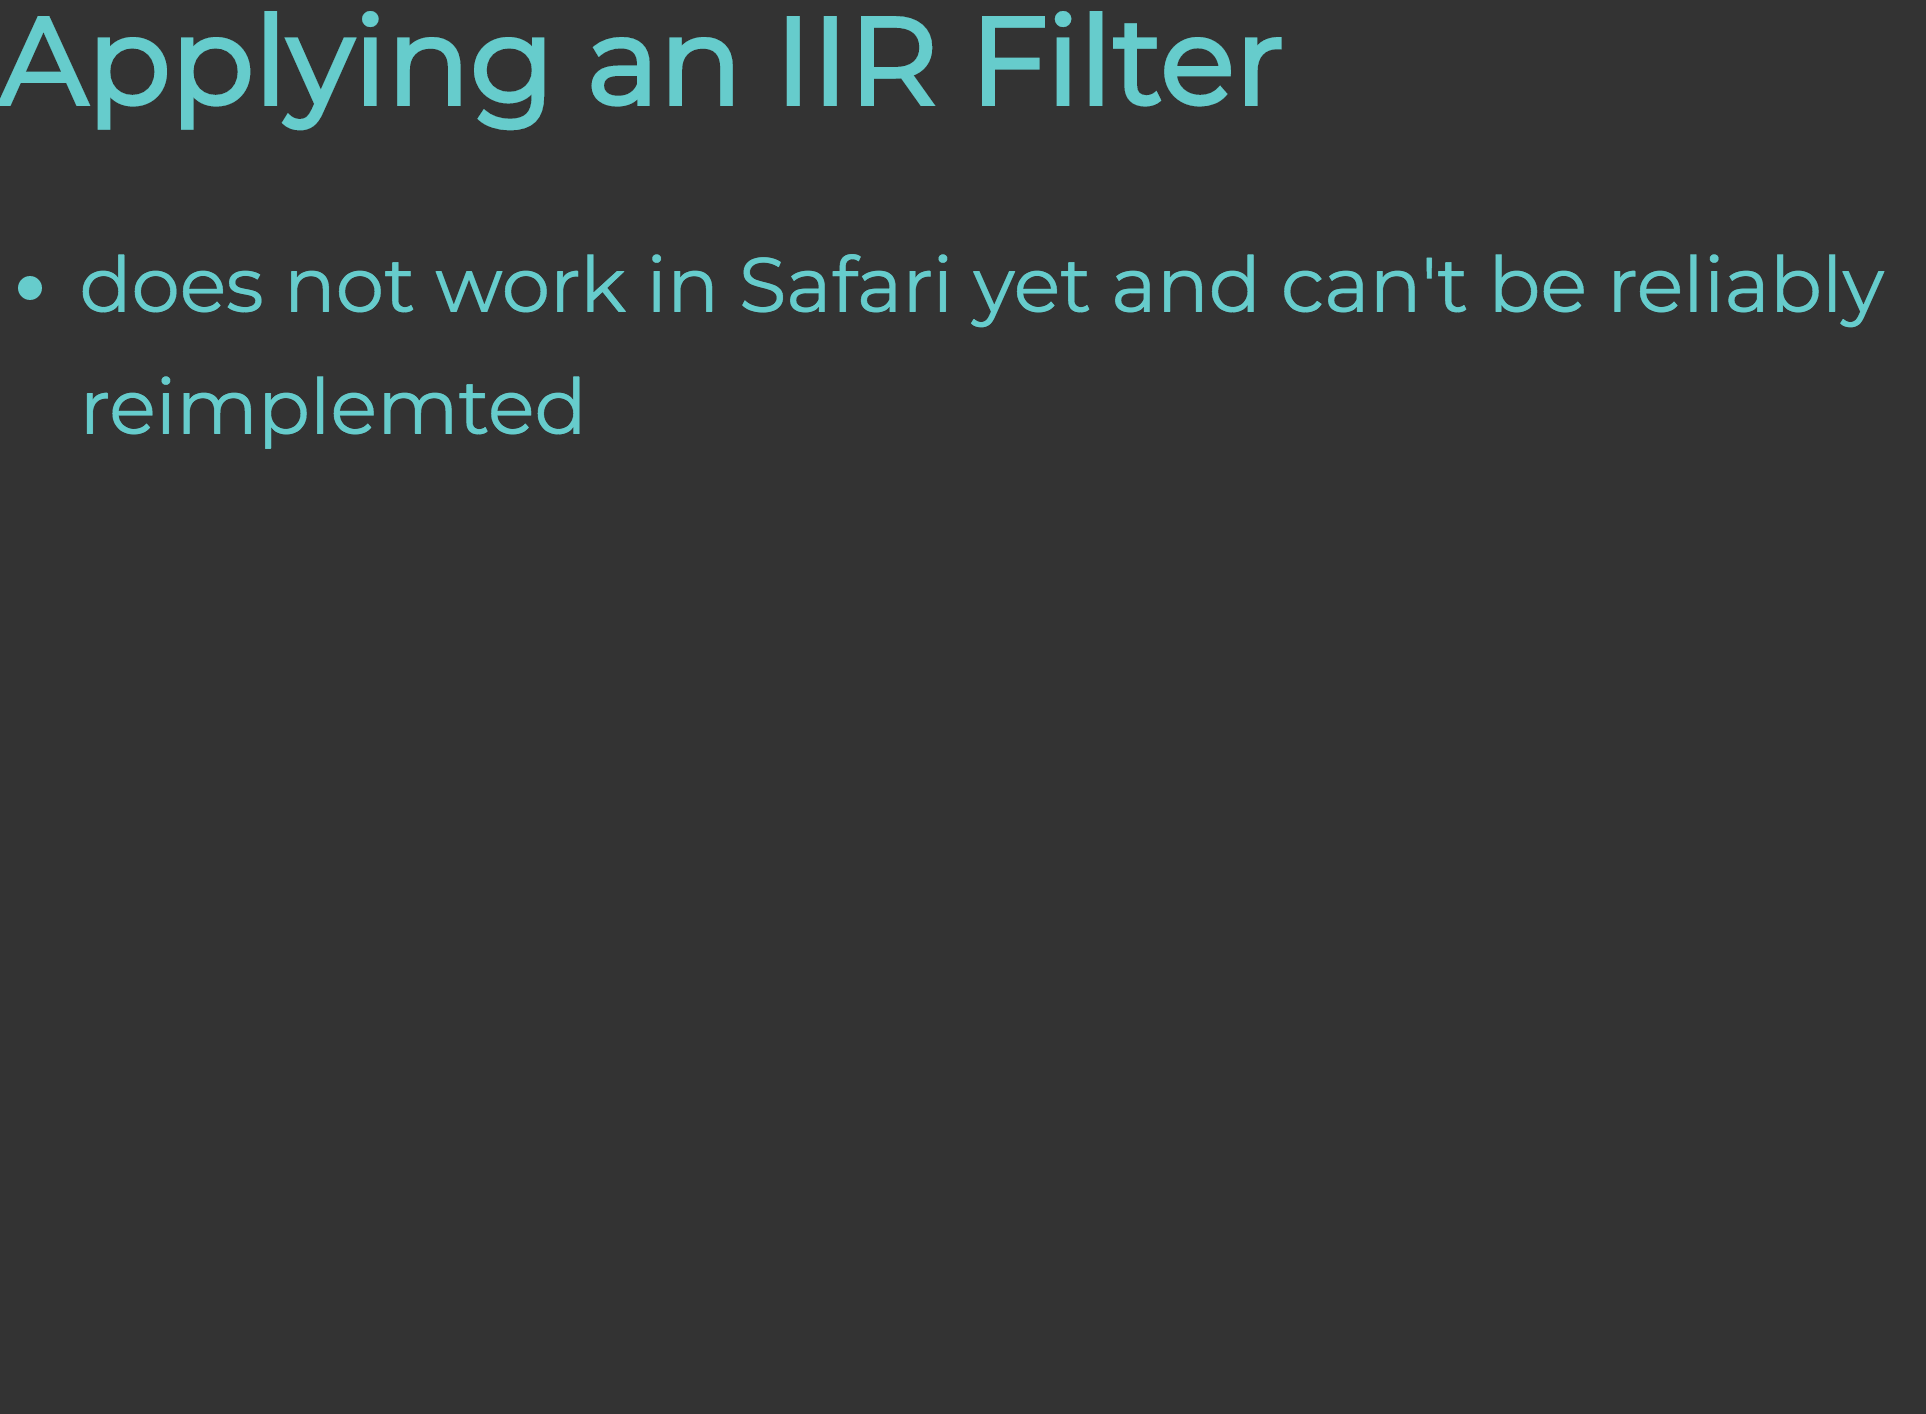 Applying an IIR Filter
• does not work in Safari yet and can't be reliably
reimplemted